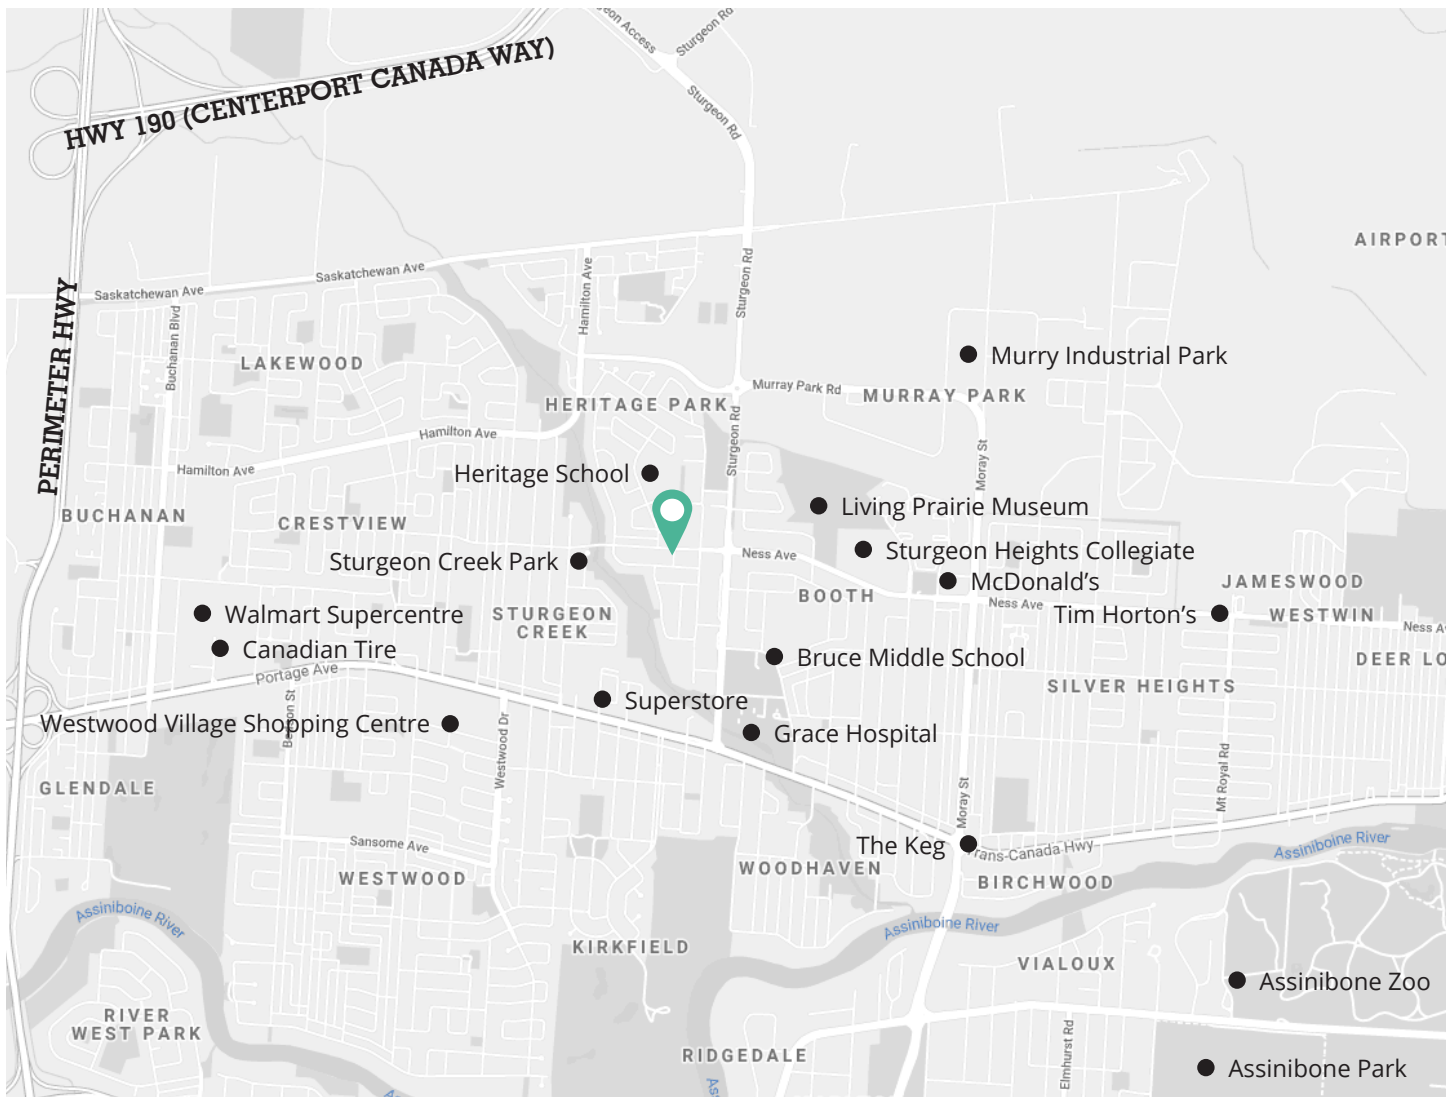 Sturgeon Rd
HWY 190 (CENTERPORT CANADA WAY)
Sturgeon Rd
AIRPORT
Saskatchewan Ave
Saskatchewan Ave
Hamilton Ave
Sturgeon Rd
PERIMETER HWY
Buchanan Blvd
LAKEWOOD
Murry Industrial Park
Murray Park Rd
MURRAY PARK
HERITAGE PARK
Sturgeon Rd
Hamilton Ave
Hamilton Ave
Moray St
Heritage School
Living Prairie Museum
BUCHANAN
CRESTVIEW
Ness Ave
Sturgeon Heights Collegiate
Sturgeon Creek Park
McDonald's
JAMESWOOD
BOOTH
Ness Ave
Tim Horton's
WESTWIN
Walmart Supercentre
STURGEON
CREEK
Canadian Tire
Bruce Middle School
DEER LO
Portage Ave
SILVER HEIGHTS
Superstore
Westwood Village Shopping Centre
Grace Hospital
Westwood Dr
Mt Royal Rd
GLENDALE
Moray St
Sansome Ave
The Keg
Assiniboine River
WOODHAVEN
WESTWOOD
BIRCHWOOD
Assiniboine River
Assiniboine River
KIRKFIELD
VIALOUX
Assinibone Zoo
RIVER
WEST PARK
RIDGEDALE
Elmhurst Rd
Assinibone Park